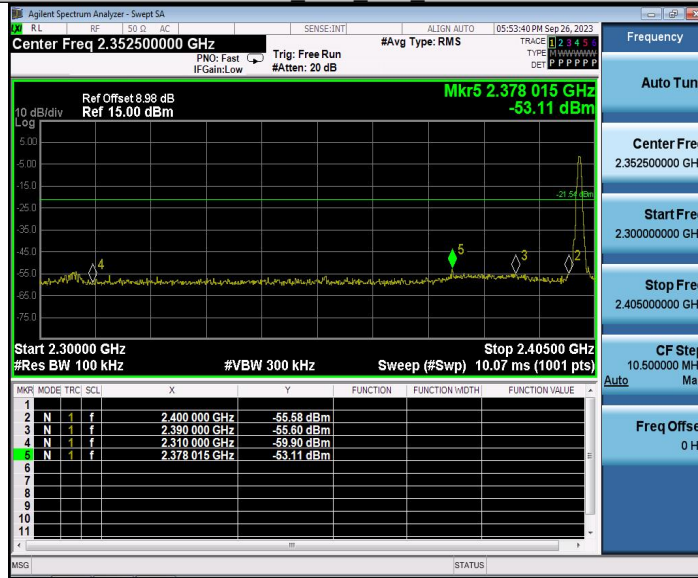 Agilent Spectrum Analyzer - Swept SA
RL RF 50 Ω AC SENSE:INT ALIGN AUTO 05:53:40 PM Sep 26, 2023
Center Freq 2.352500000 GHz
PNO: Fast
IFGain:Low
Trig: Free Run
#Atten: 20 dB
#Avg Type: RMS
TRACE 1 2 3 4 5 6
TYPE M W W W W W
DET P P P P P P
Frequency
Ref Offset 8.98 dB
10 dB/div Ref 15.00 dBm
Log
Mkr5 2.378 015 GHz
-53.11 dBm
5.00
-5.00
-15.0
-25.0
-35.0
-45.0
-55.0
-65.0
-75.0
-21.54 dBm
4
5
3
2
Start 2.30000 GHz
Stop 2.40500 GHz
#Res BW 100 kHz #VBW 300 kHz Sweep (#Swp) 10.07 ms (1001 pts)
MKR MODE TRC SCL X Y FUNCTION FUNCTION WIDTH FUNCTION VALUE
1
2 N 1 f 2.400 000 GHz -55.58 dBm
3 N 1 f 2.390 000 GHz -55.60 dBm
4 N 1 f 2.310 000 GHz -59.90 dBm
5 N 1 f 2.378 015 GHz -53.11 dBm
6
7
8
9
10
11
MSG STATUS
Auto Tun
Center Fre
2.352500000 GH
Start Fre
2.300000000 GH
Stop Fre
2.405000000 GH
CF Ste
10.500000 MH
Auto Ma
Freq Offse
0 H